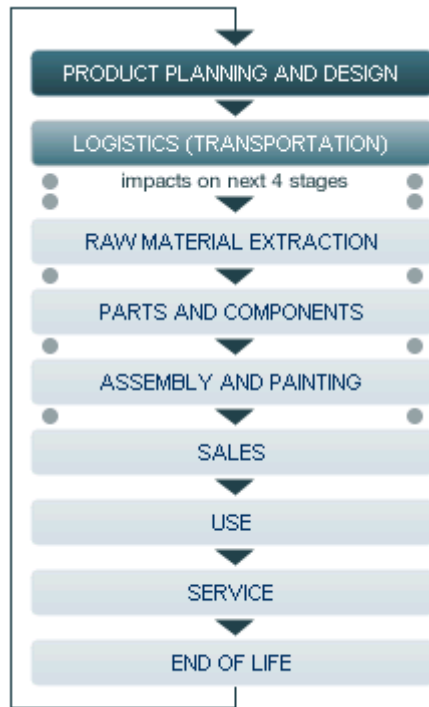 PRODUCT PLANNING AND DESIGN
LOGISTICS (TRANSPORTATION)
impacts on next 4 stages
RAW MATERIAL EXTRACTION
PARTS AND COMPONENTS
ASSEMBLY AND PAINTING
SALES
USE
SERVICE
END OF LIFE